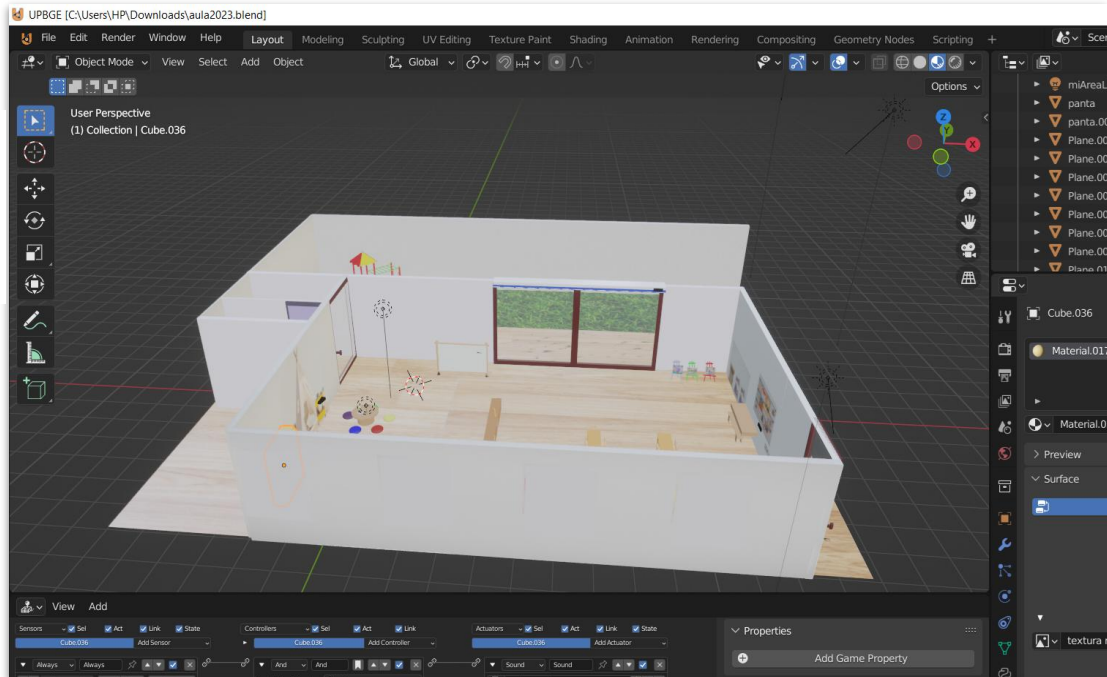 UPBGE [C:\Users\HP\Downloads\aula2023.blend]
File Edit Render Window Help Layout Modeling Sculpting UV Editing Texture Paint Shading Animation Rendering Compositing Geometry Nodes Scripting + Scen
Object Mode View Select Add Object Global
Options
User Perspective
(1) Collection | Cube.036
Z
Y
X
miAreaL
panta
panta.00
Plane.00
Plane.00
Plane.00
Plane.00
Plane.00
Plane.00
Plane.00
Plane.01
Cube.036
Material.017
Material.0
Preview
Surface
textura r
View Add
Sensors Sel Act Link State Controllers Sel Act Link Actuators Sel Act Link State
Cube.036 Add Sensor Cube.036 Add Controller Cube.036 Add Actuator
Always Always And And Sound Sound
Properties
Add Game Property